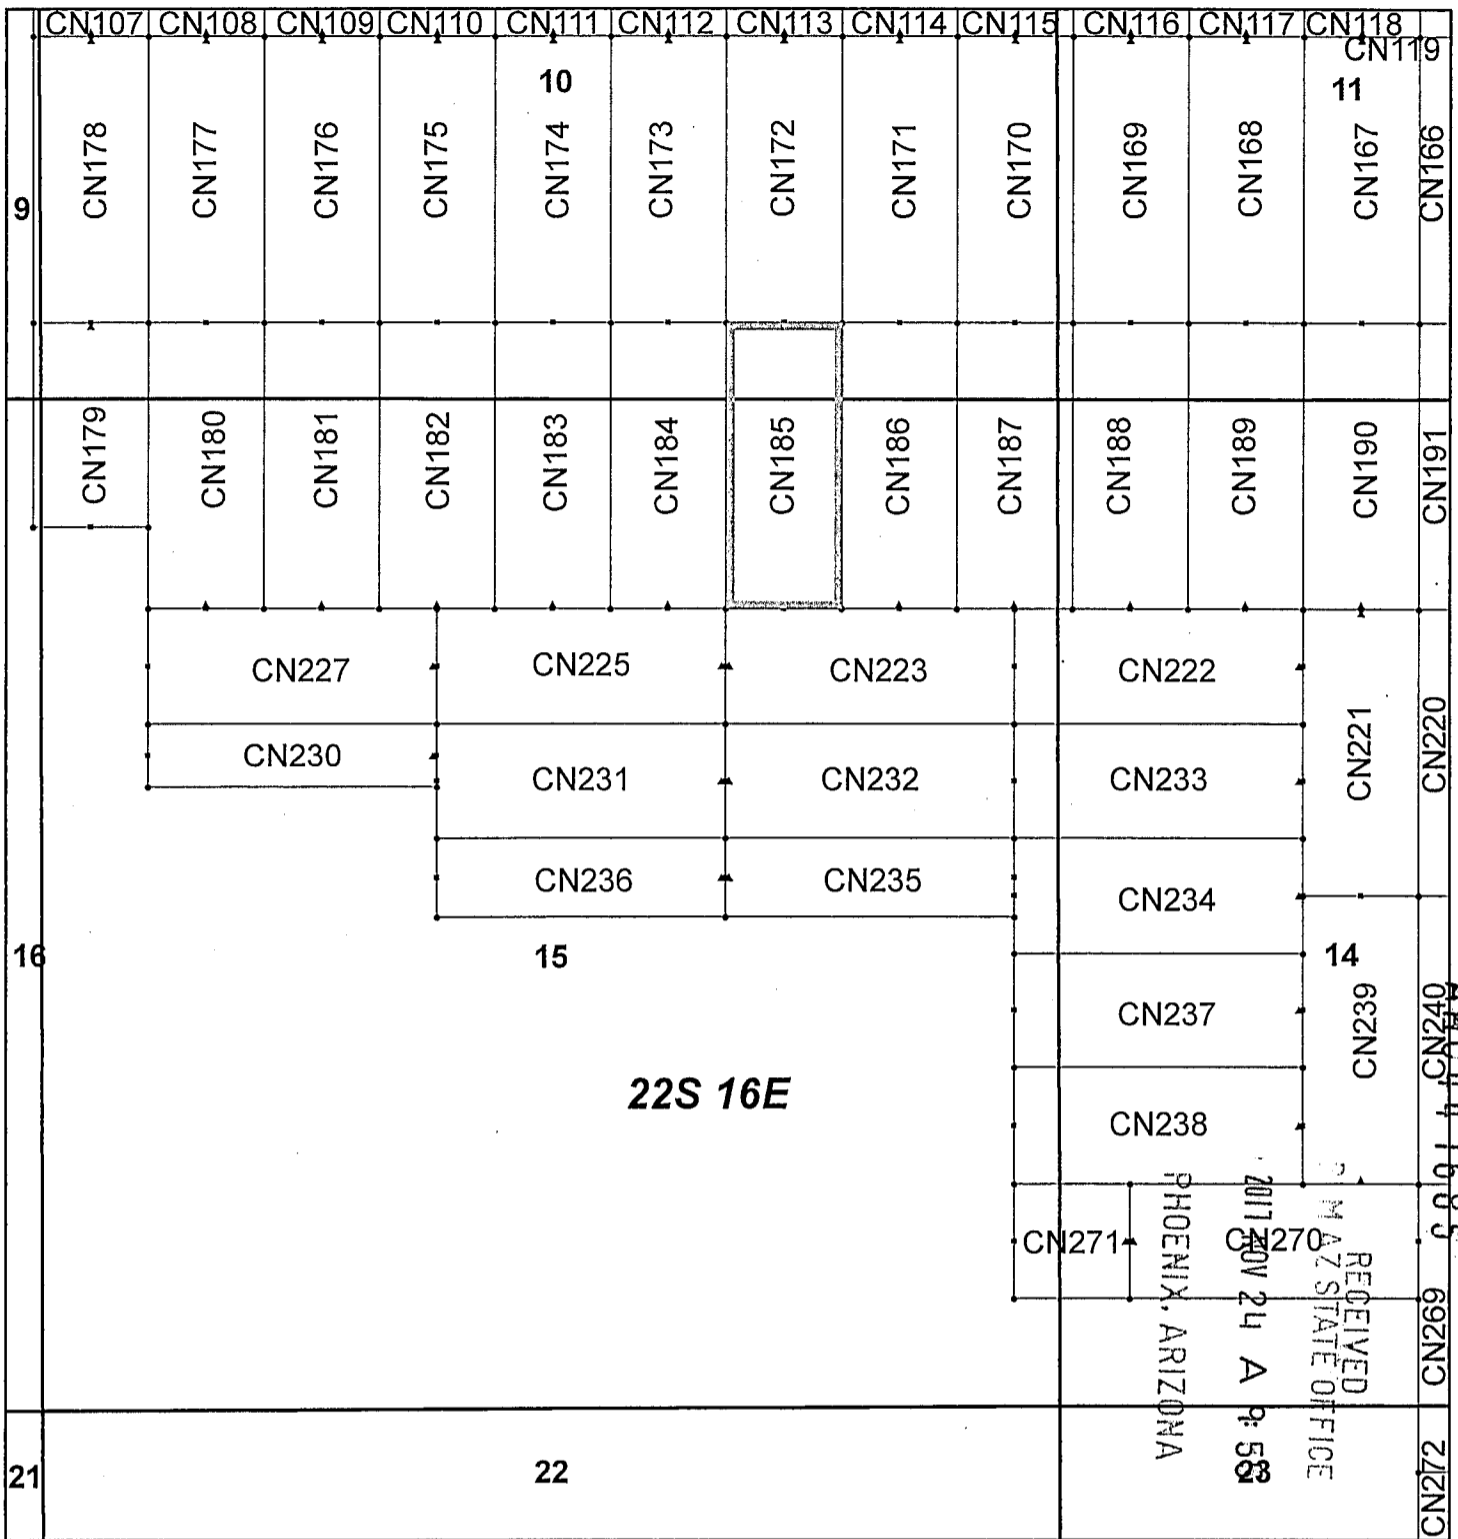 CN107 CN108 CN109 CN110 CN111 CN112 CN113 CN114 CN115 CN116 CN117 CN118
CN119
10 11
CN178 CN177 CN176 CN175 CN174 CN173 CN172 CN171 CN170 CN169 CN168 CN167 CN166
9
CN179 CN180 CN181 CN182 CN183 CN184 CN185 CN186 CN187 CN188 CN189 CN190 CN191
CN227 CN225 CN223 CN222
CN221 CN220
CN230 CN231 CN232 CN233
CN236 CN235 CN234
16 15 14
CN237 CN239 CN240
22S 16E
CN238
CN271 CN270
CN269
RECEIVED
AZ STATE OFFICE
2017 NOV 24 A 9:58
PHOENIX, ARIZONA
21 22 23
CN272